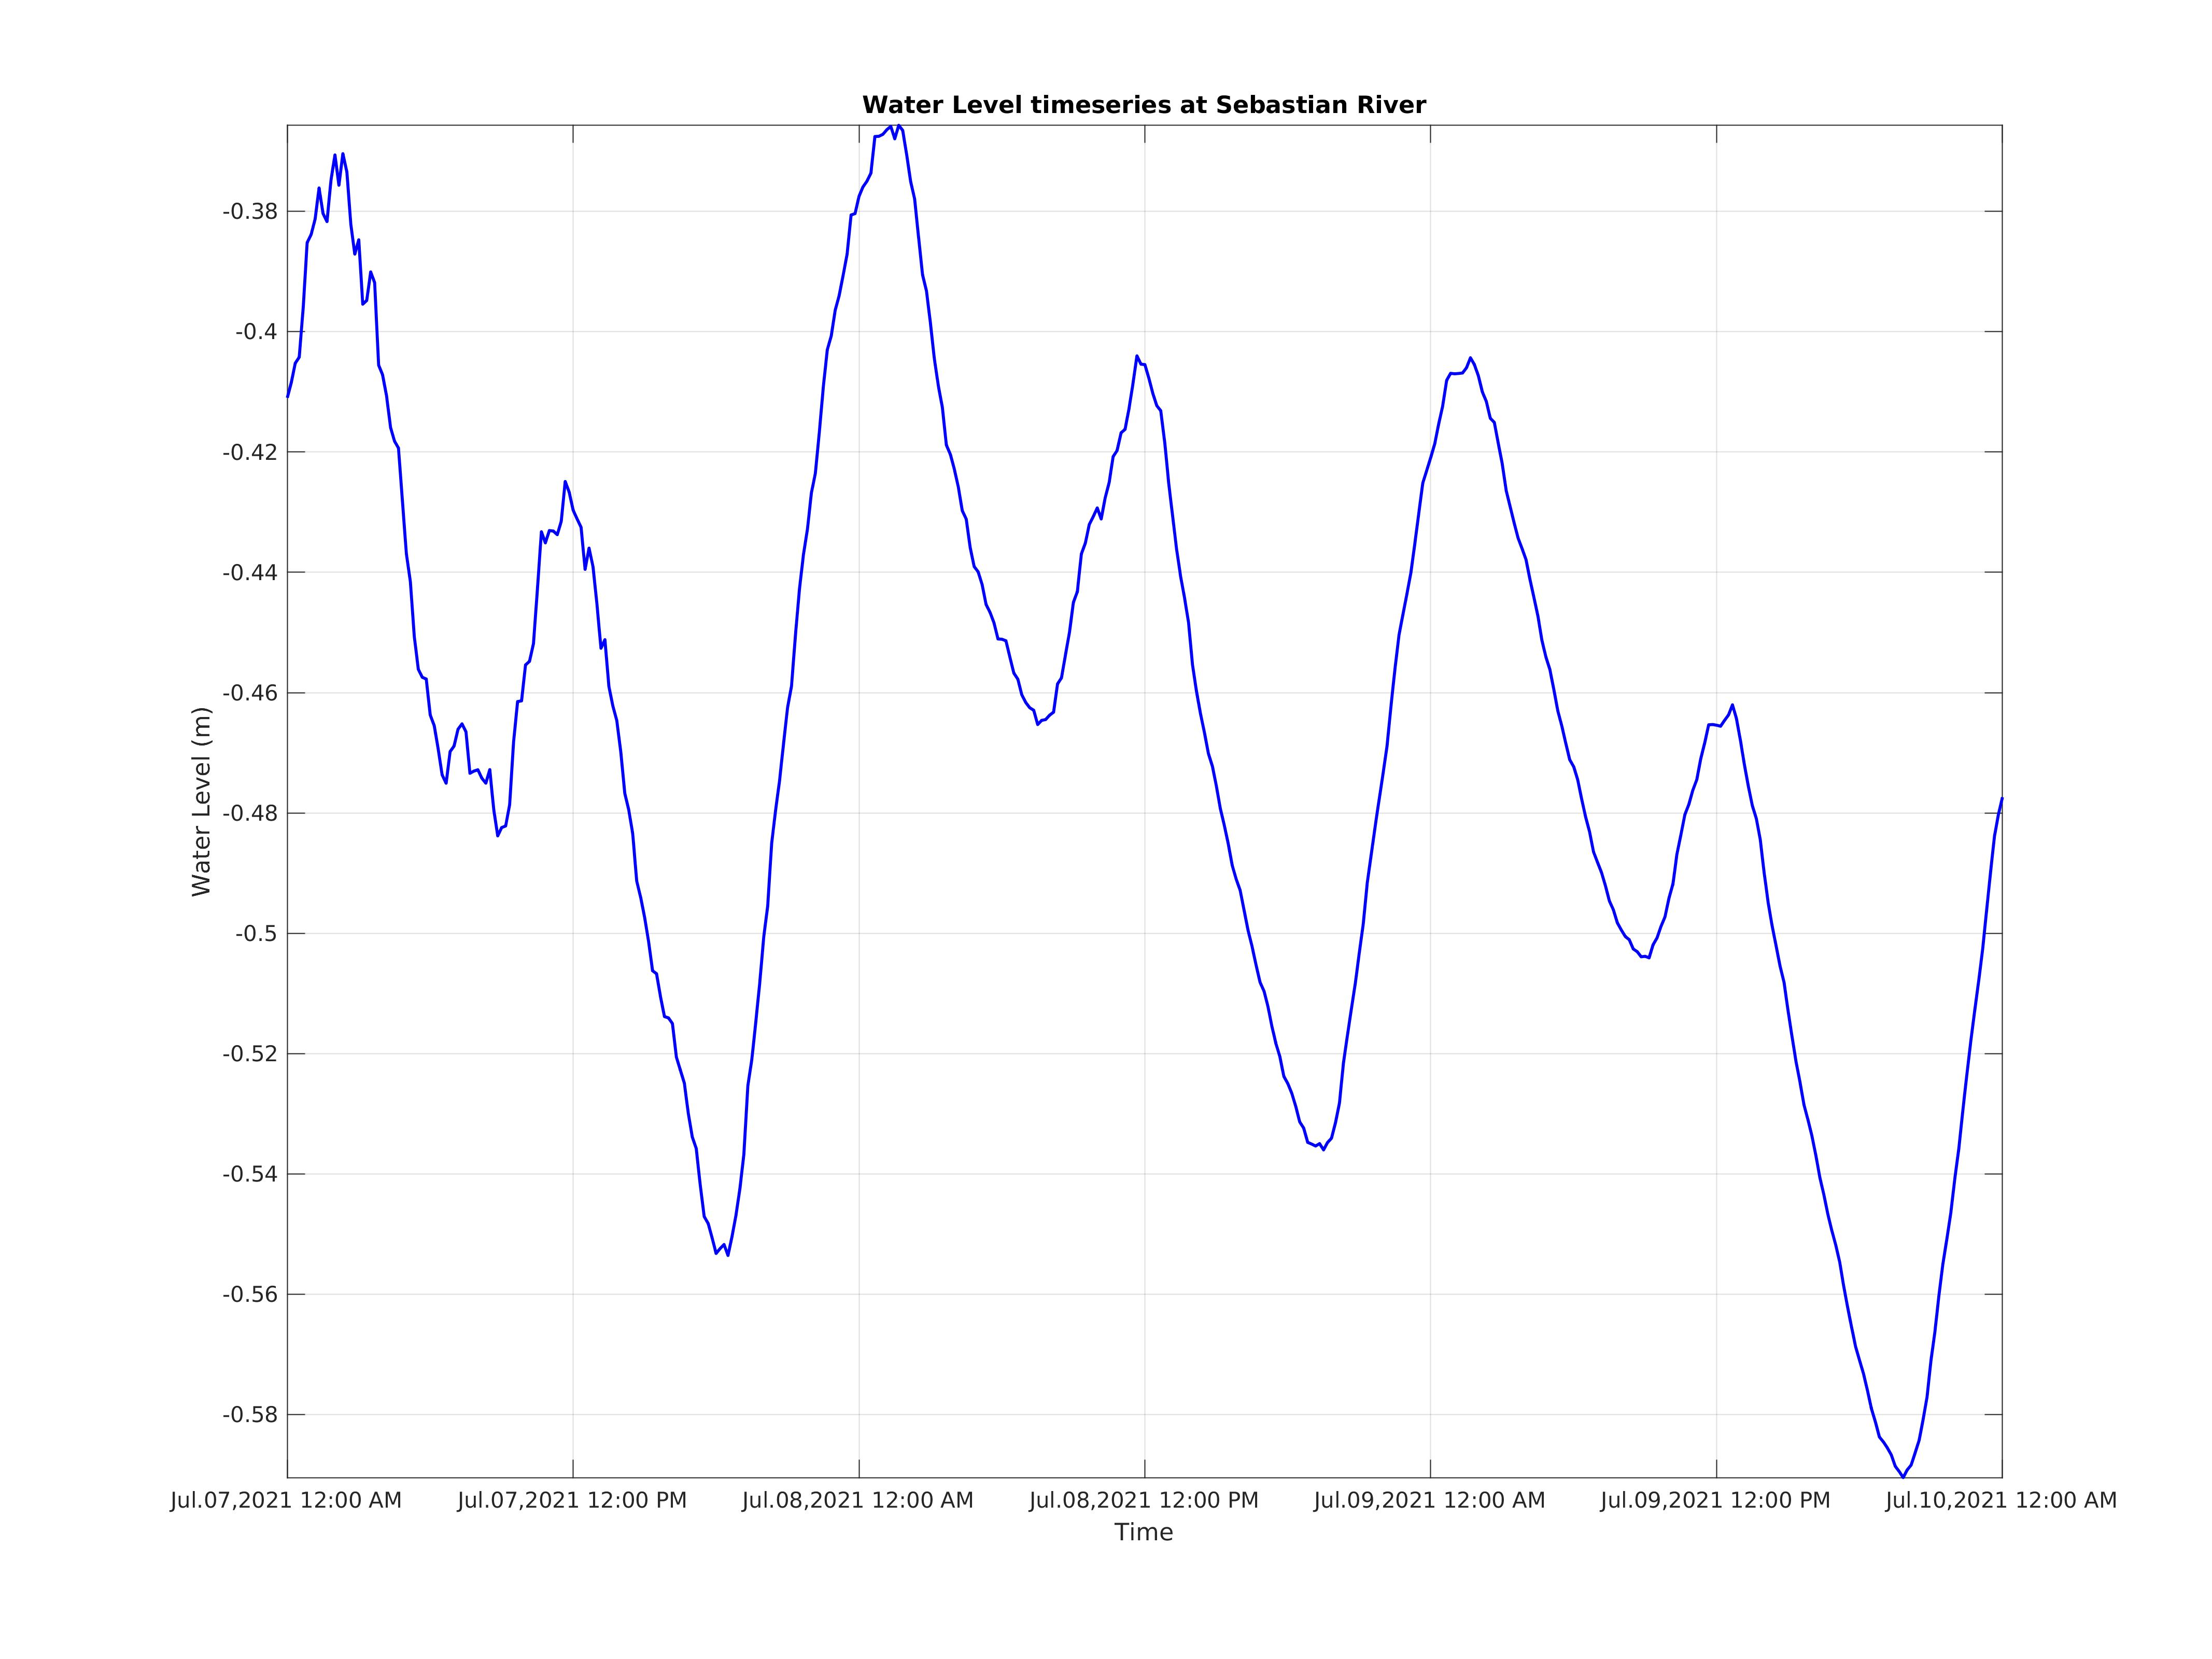 Water Level timeseries at Sebastian River
-0.38
-0.4
-0.42
-0.44
-0.46
-0.48
-0.5
-0.52
-0.54
-0.56
-0.58
Water Level (m)
Jul.07,2021 12:00 AM
Jul.07,2021 12:00 PM
Jul.08,2021 12:00 AM
Jul.08,2021 12:00 PM
Jul.09,2021 12:00 AM
Jul.09,2021 12:00 PM
Jul.10,2021 12:00 AM
Time